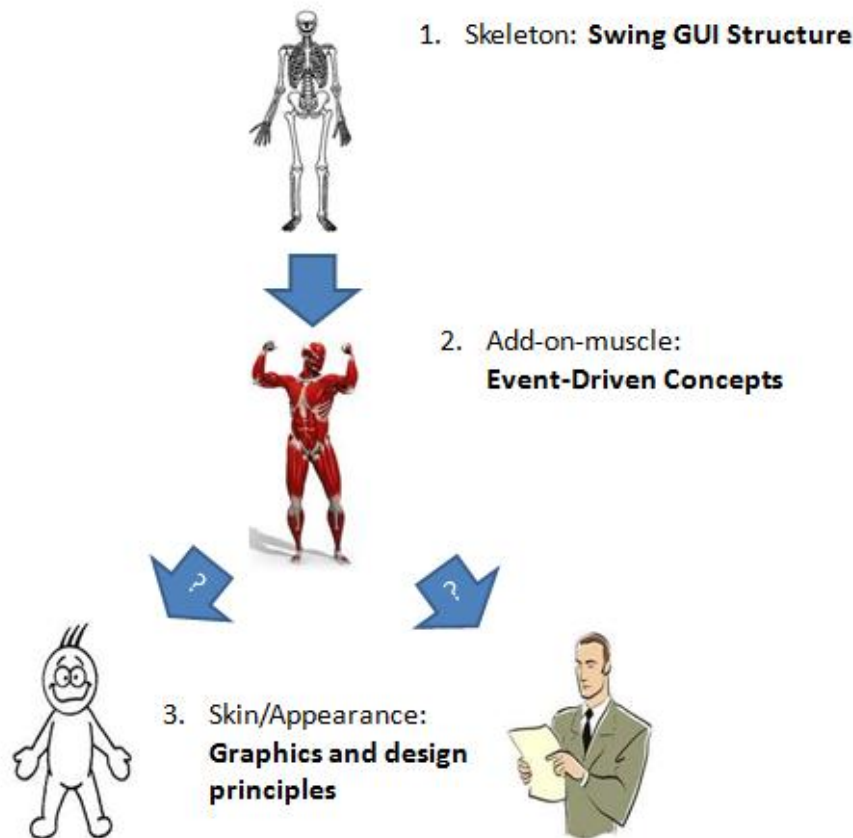 1. Skeleton: Swing GUI Structure
2. Add-on-muscle:
Event-Driven Concepts
?
?
3. Skin/Appearance:
Graphics and design
principles